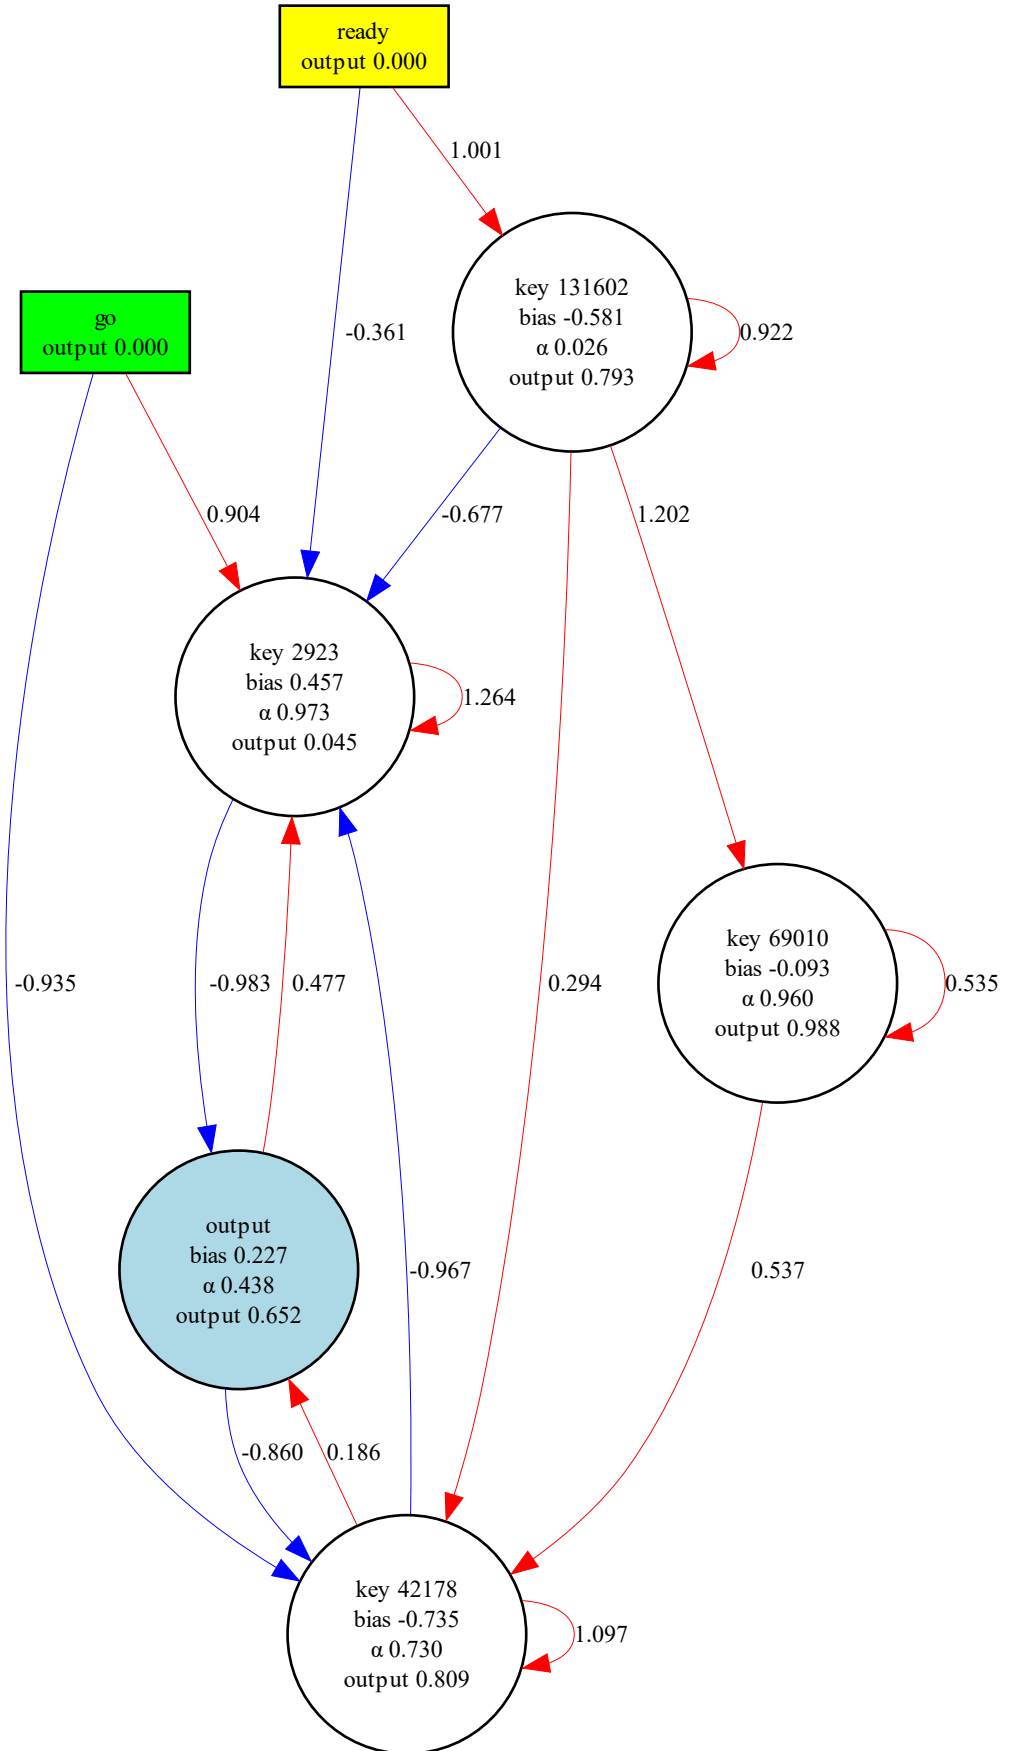 ready
output 0.000
1.001
key 131602
bias -0.581
α 0.026
output 0.793
0.922
go
output 0.000
-0.361
0.904
-0.677
1.202
key 2923
bias 0.457
α 0.973
output 0.045
1.264
key 69010
bias -0.093
α 0.960
output 0.988
0.535
-0.935
-0.983
0.477
0.294
output
bias 0.227
α 0.438
output 0.652
-0.967
0.537
-0.860
0.186
key 42178
bias -0.735
α 0.730
output 0.809
1.097